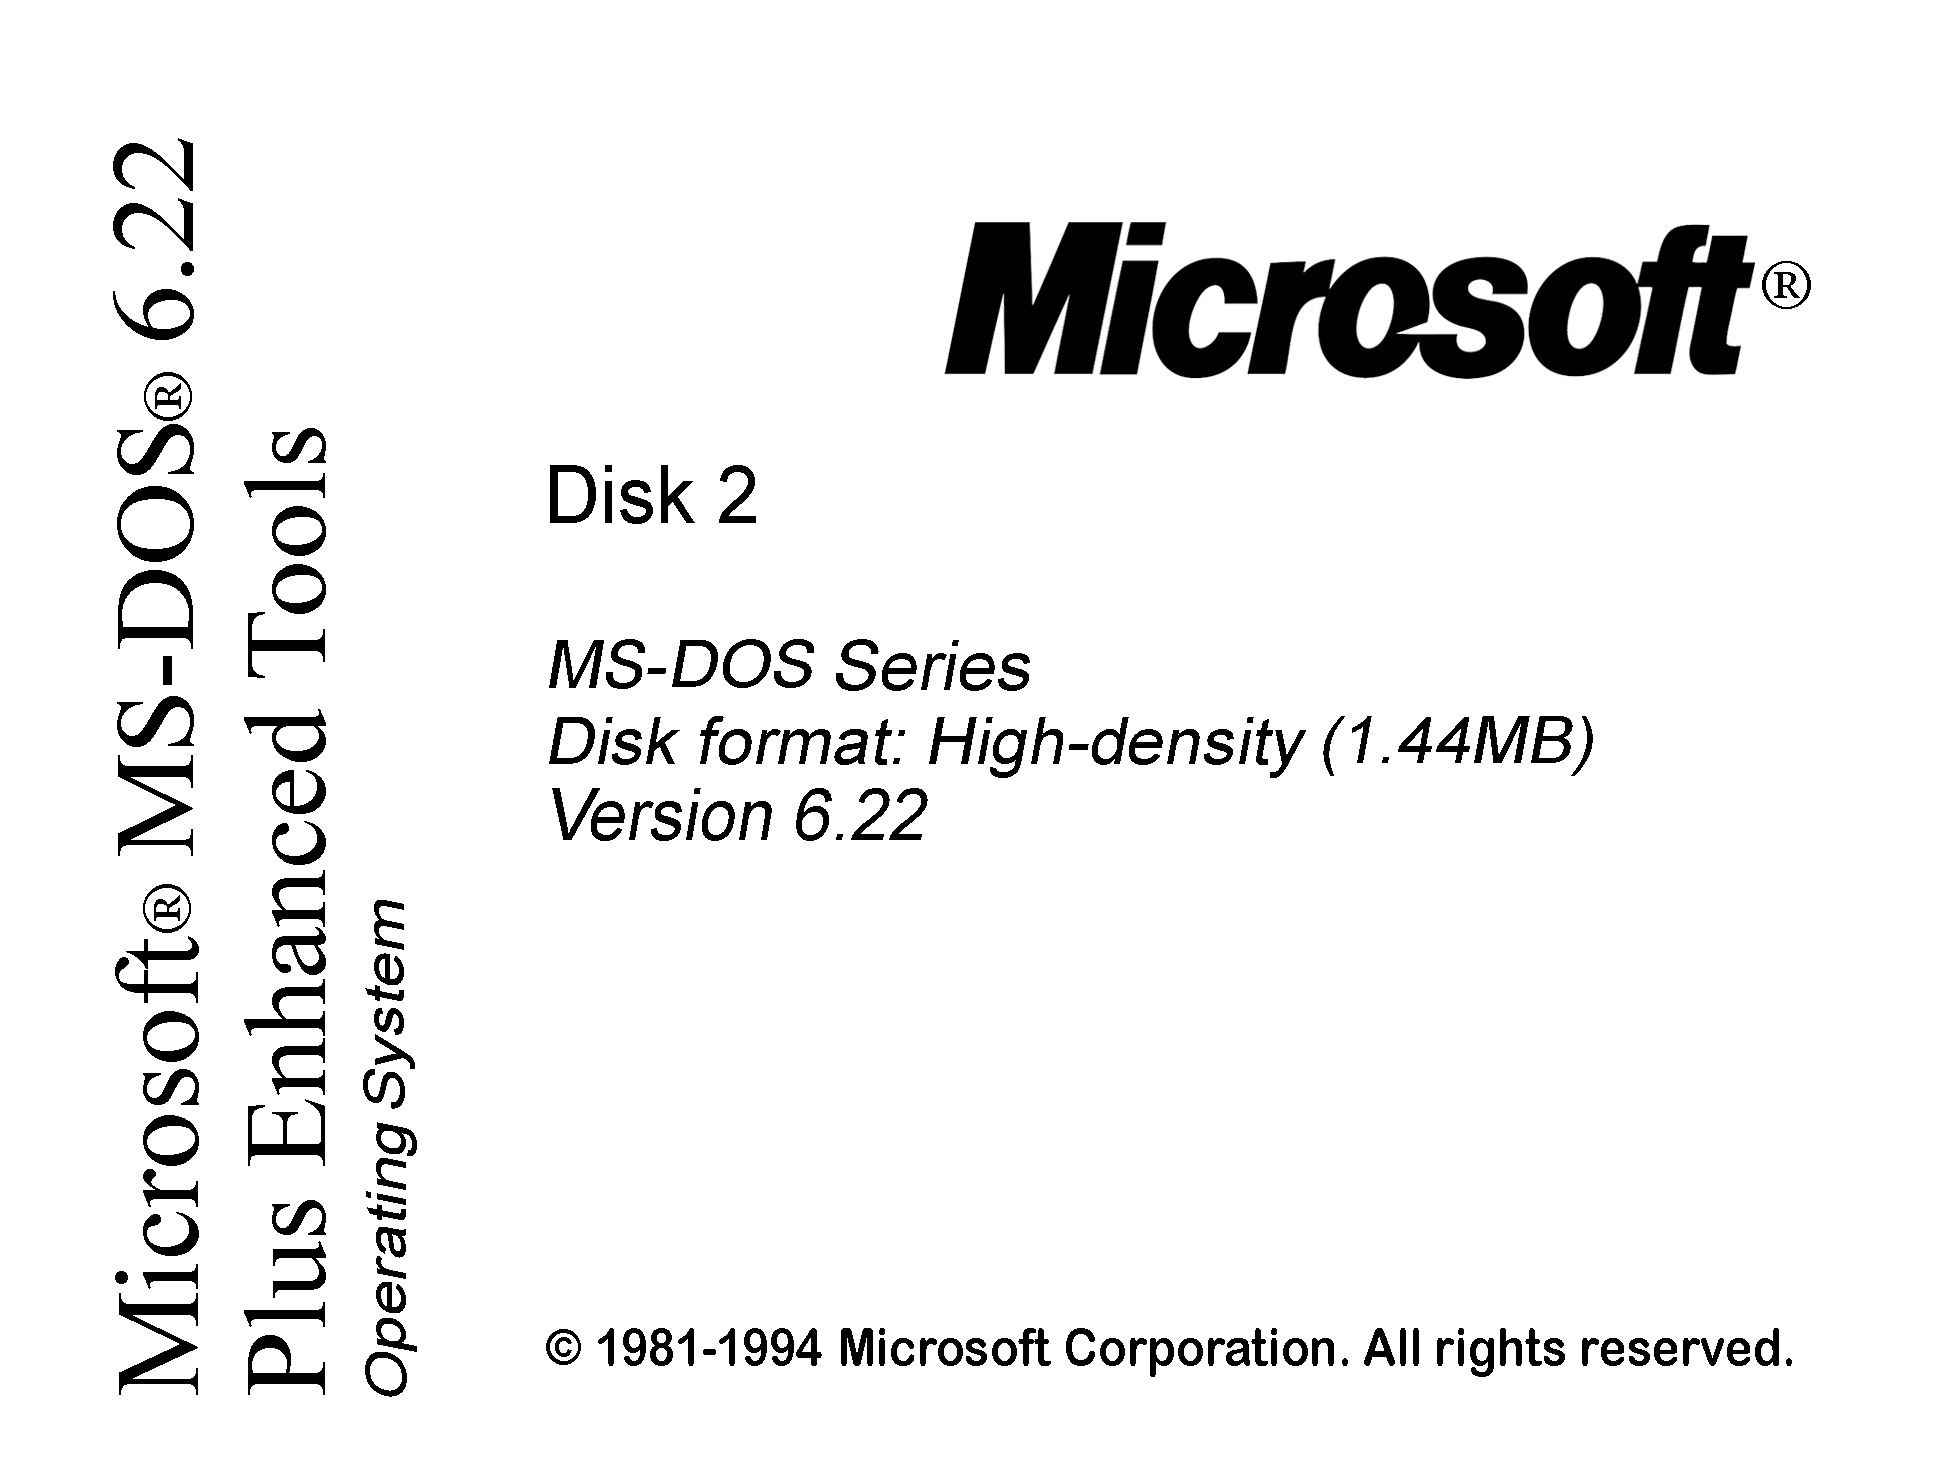 Microsoft® MS-DOS® 6.22
Plus Enhanced Tools
Operating System
Microsoft®
Disk 2
MS-DOS Series
Disk format: High-density (1.44MB)
Version 6.22
© 1981-1994 Microsoft Corporation. All rights reserved.